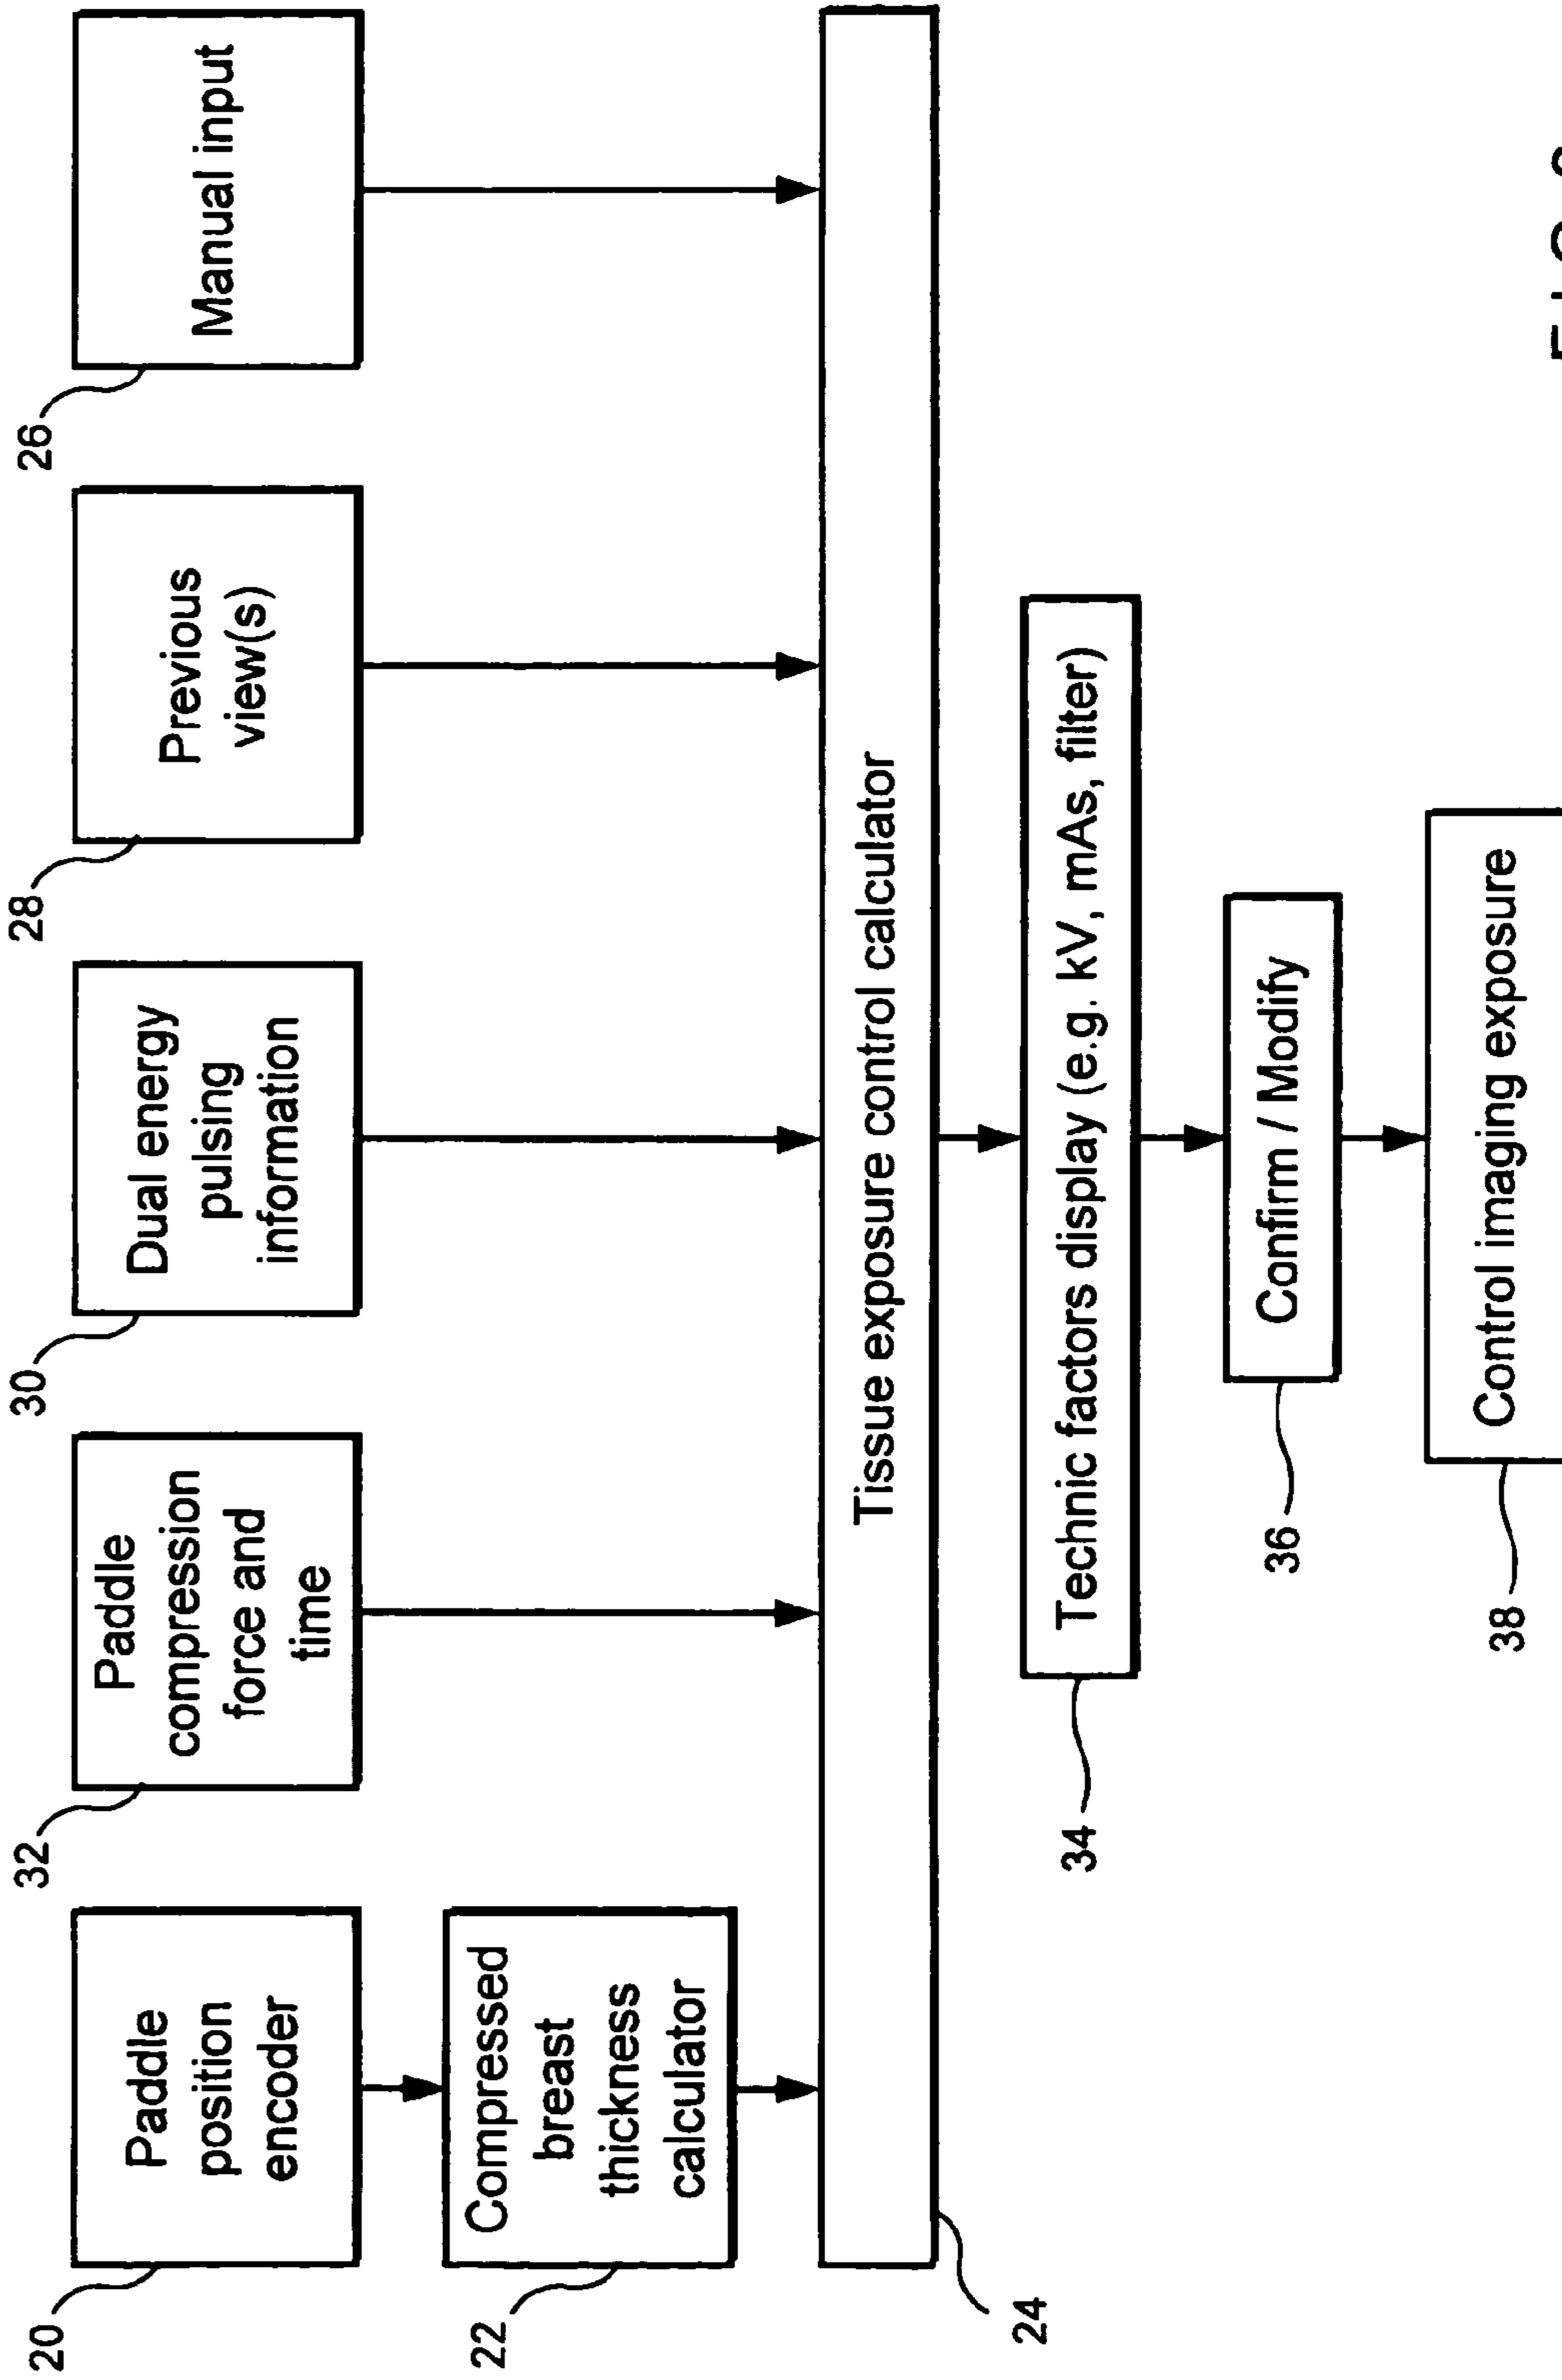 20
Paddle
position
encoder
32
Paddle
compression
force and
time
30
Dual energy
pulsing
information
28
Previous
view(s)
26
Manual input
22
Compressed
breast
thickness
calculator
24
Tissue exposure control calculator
34
Technic factors display (e.g. kV, mAs, filter)
36
Confirm / Modify
38
Control imaging exposure